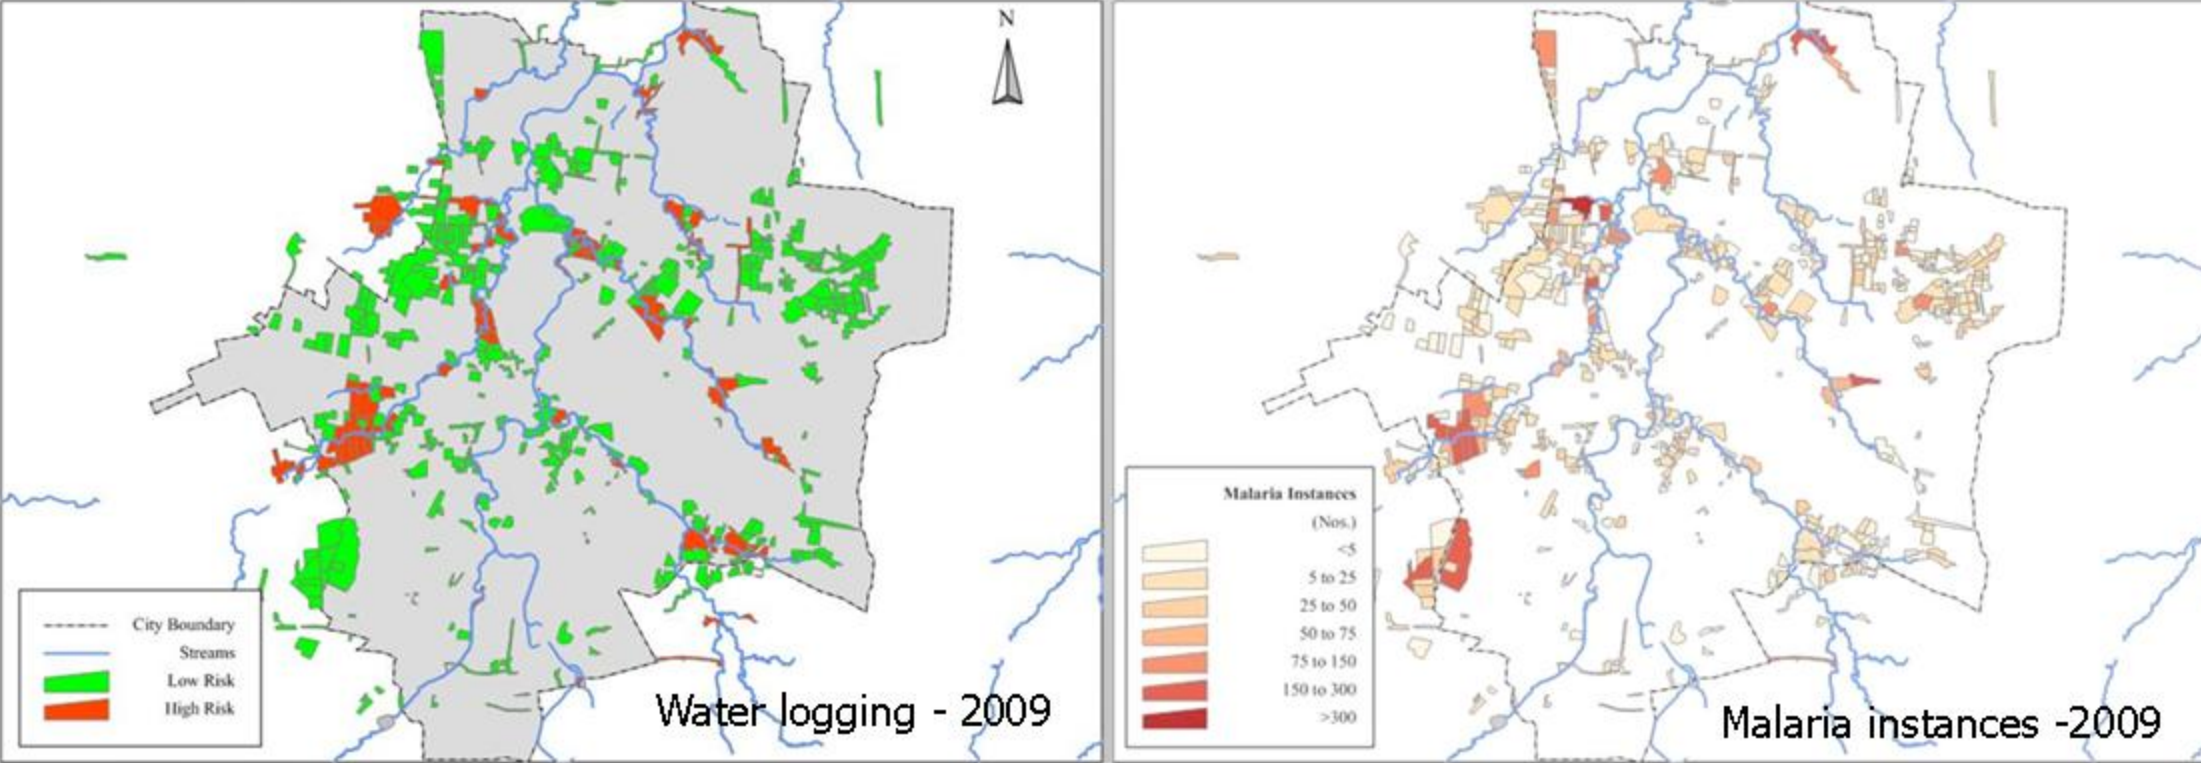 N
City Boundary
Streams
Low Risk
High Risk
Water logging - 2009
Malaria Instances
(Nos.)
<5
5 to 25
25 to 50
50 to 75
75 to 150
150 to 300
>300
Malaria instances -2009